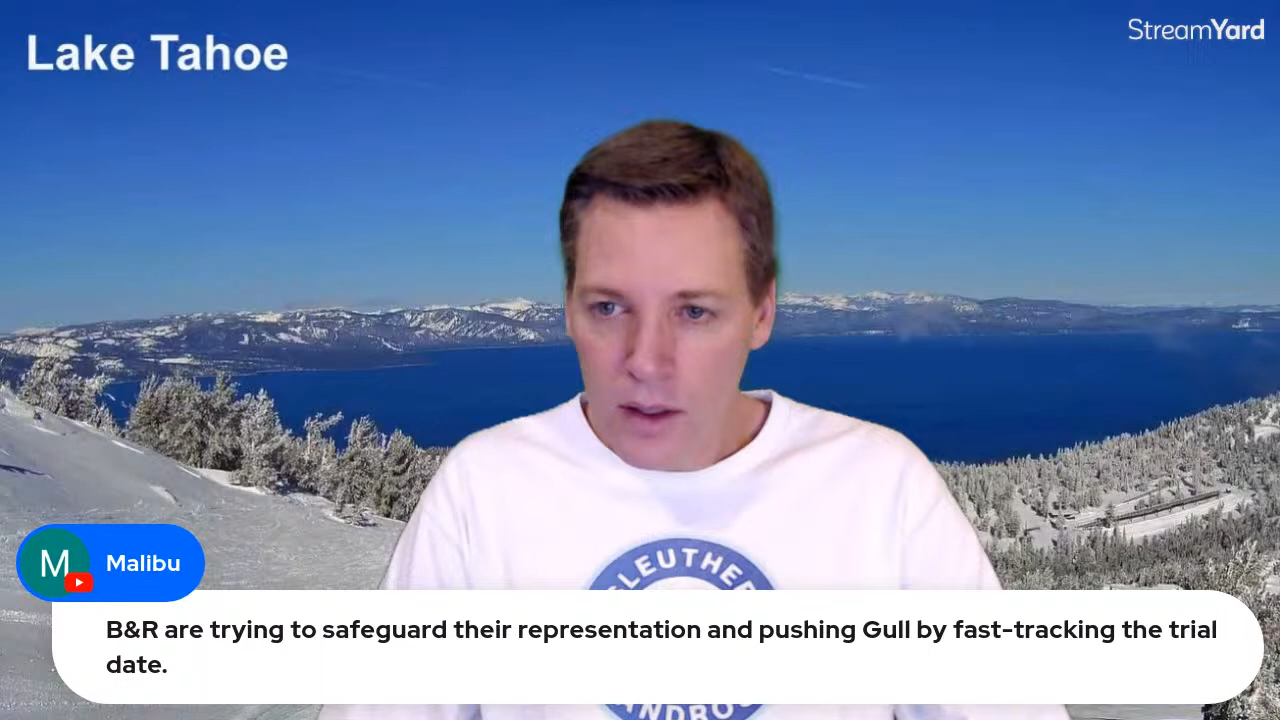 Lake Tahoe
StreamYard
M
Malibu
B&R are trying to safeguard their representation and pushing Gull by fast-tracking the trial
date.